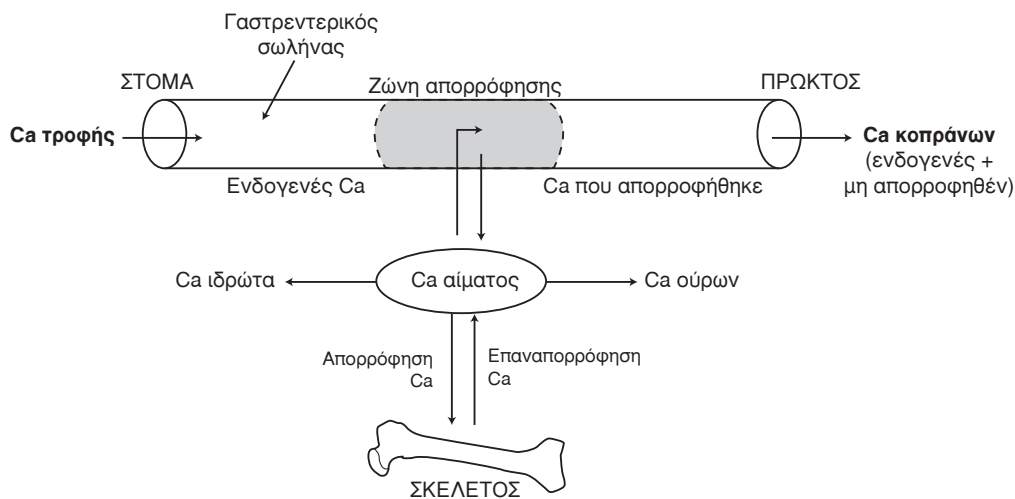 Γαστρεντερικός
σωλήνας
ΣΤΟΜΑ
Ζώνη απορρόφησης
ΠΡΩΚΤΟΣ
Ca τροφής
Ca κοπράνων
(ενδογενές +
μη απορροφηθέν)
Ενδογενές Ca
Ca που απορροφήθηκε
Ca ιδρώτα
Ca αίματος
Ca ούρων
Απορρόφηση
Ca
Επαναπορρόφηση
Ca
ΣΚΕΛΕΤΟΣ